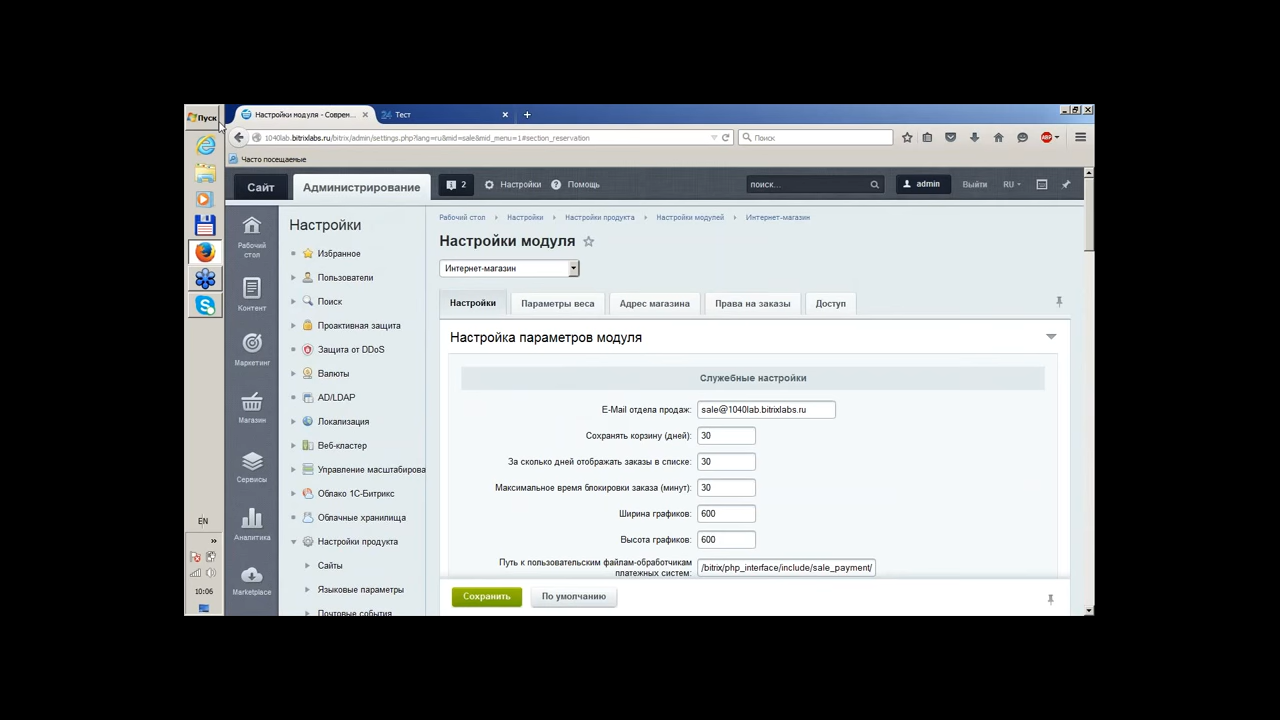 Пуск
Настройки модуля - Соврем...
24 Тест
1040lab.bitrixlabs.ru/bitrix/admin/settings.php?lang=ru&mid=sale&mid_menu=1#section_reservation
Поиск
ABP
Часто посещаемые
Сайт
Администрирование
2
Настройки
Помощь
поиск...
admin
Выйти
RU
Рабочий стол
Контент
Маркетинг
Магазин
Сервисы
Аналитика
Marketplace
Настройки
Избранное
Пользователи
Поиск
Проактивная защита
Защита от DDoS
Валюты
AD/LDAP
Локализация
Веб-кластер
Управление масштабирова
Облако 1С-Битрикс
Облачные хранилища
Настройки продукта
Сайты
Языковые параметры
Почтовые события
Рабочий стол
Настройки
Настройки продукта
Настройки модулей
Интернет-магазин
Настройки модуля
Интернет-магазин
Настройки
Параметры веса
Адрес магазина
Права на заказы
Доступ
Настройка параметров модуля
Служебные настройки
E-Mail отдела продаж: sale@1040lab.bitrixlabs.ru
Сохранять корзину (дней): 30
За сколько дней отображать заказы в списке: 30
Максимальное время блокировки заказа (минут): 30
Ширина графиков: 600
Высота графиков: 600
Путь к пользовательским файлам-обработчикам
платежных систем: /bitrix/php_interface/include/sale_payment/
Сохранить
По умолчанию
EN
10:06